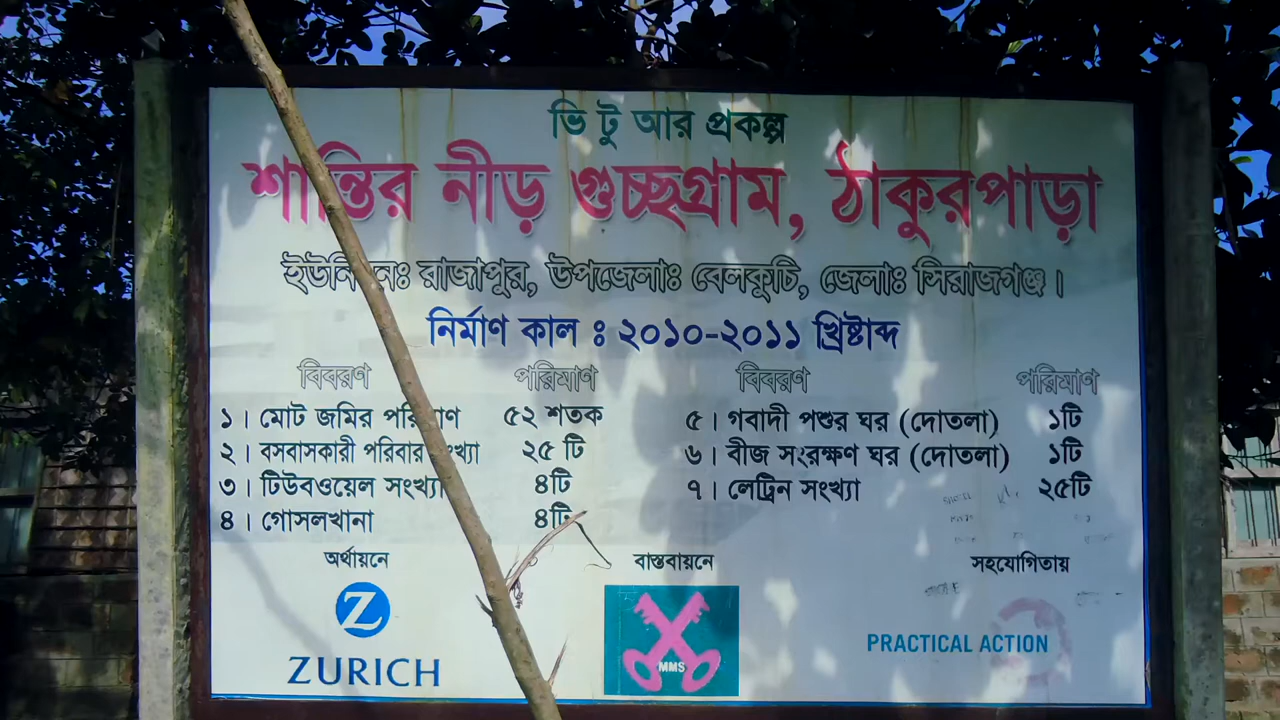 ভি টু আর প্রকল্প
শান্তির নীড় গুচ্ছগ্রাম, ঠাকুরপাড়া
ইউনিয়নঃ রাজাপুর, উপজেলাঃ বেলকুচি, জেলাঃ সিরাজগঞ্জ।
নির্মাণ কাল ঃ ২০১০-২০১১ খ্রিষ্টাব্দ
বিবরণ পরিমাণ বিবরণ পরিমাণ
১। মোট জমির পরিমাণ ৫২ শতক ৫। গবাদী পশুর ঘর (দোতলা) ১টি
২। বসবাসকারী পরিবার সংখ্যা ২৫ টি ৬। বীজ সংরক্ষণ ঘর (দোতলা) ১টি
৩। টিউবওয়েল সংখ্যা ৪টি ৭। লেট্রিন সংখ্যা ২৫টি
৪। গোসলখানা ৪টি
অর্থায়নে বাস্তবায়নে সহযোগিতায়
Z
ZURICH
MMS
PRACTICAL ACTION